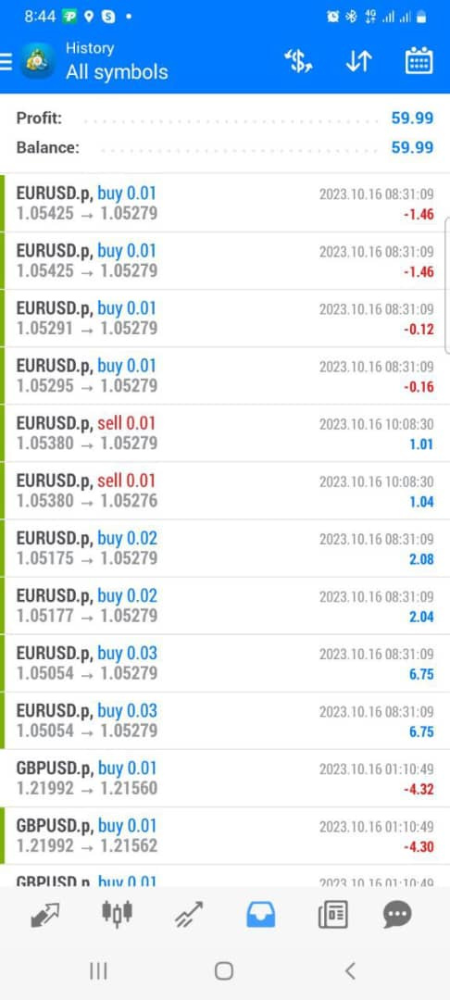 8:44
4G
History
All symbols
Profit: 59.99
Balance: 59.99
EURUSD.p, buy 0.01 2023.10.16 08:31:09
1.05425 → 1.05279 -1.46
EURUSD.p, buy 0.01 2023.10.16 08:31:09
1.05425 → 1.05279 -1.46
EURUSD.p, buy 0.01 2023.10.16 08:31:09
1.05291 → 1.05279 -0.12
EURUSD.p, buy 0.01 2023.10.16 08:31:09
1.05295 → 1.05279 -0.16
EURUSD.p, sell 0.01 2023.10.16 10:08:30
1.05380 → 1.05279 1.01
EURUSD.p, sell 0.01 2023.10.16 10:08:30
1.05380 → 1.05276 1.04
EURUSD.p, buy 0.02 2023.10.16 08:31:09
1.05175 → 1.05279 2.08
EURUSD.p, buy 0.02 2023.10.16 08:31:09
1.05177 → 1.05279 2.04
EURUSD.p, buy 0.03 2023.10.16 08:31:09
1.05054 → 1.05279 6.75
EURUSD.p, buy 0.03 2023.10.16 08:31:09
1.05054 → 1.05279 6.75
GBPUSD.p, buy 0.01 2023.10.16 01:10:49
1.21992 → 1.21560 -4.32
GBPUSD.p, buy 0.01 2023.10.16 01:10:49
1.21992 → 1.21562 -4.30
GBPUSD.p, buy 0.01 2023.10.16 01:10:49